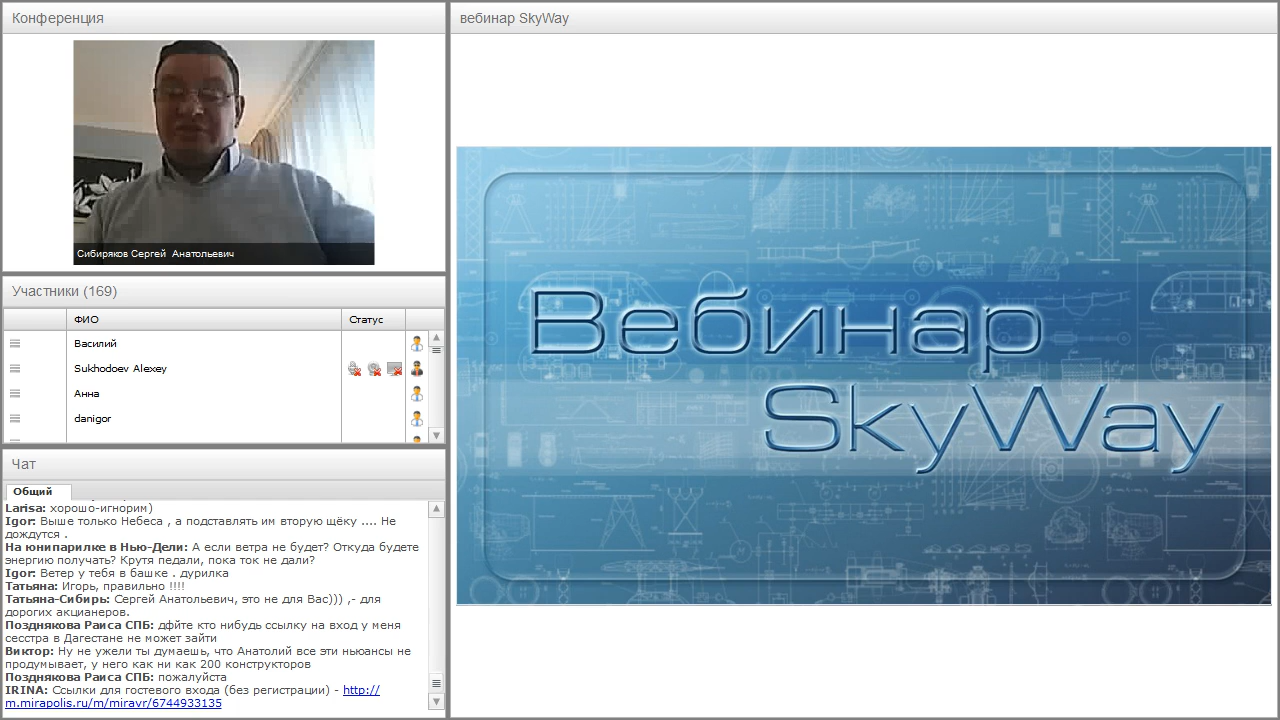 Конференция
Сибиряков Сергей  Анатольевич
Участники (169)
ФИО
Статус
Василий
Sukhodoev Alexey
Анна
danigor
Чат
Общий
Larisa: хорошо-игнорим)
Igor: Выше только Небеса , а подставлять им вторую щёку .... Не
дождутся .
На юнипарилке в Нью-Дели: А если ветра не будет? Откуда будете
энергию получать? Крутя педали, пока ток не дали?
Igor: Ветер у тебя в башке . дурилка
Татьяна: Игорь, правильно !!!!
Татьяна-Сибирь: Сергей Анатольевич, это не для Вас))) ,- для
дорогих акцианеров.
Позднякова Раиса СПБ: дфйте кто нибудь ссылку на вход у меня
сесстра в Дагестане не может зайти
Виктор: Ну не ужели ты думаешь, что Анатолий все эти ньюансы не
продумывает, у него как ни как 200 конструкторов
Позднякова Раиса СПБ: пожалуйста
IRINA: Ссылки для гостевого входа (без регистрации) - http://
m.mirapolis.ru/m/miravr/6744933135
вебинар SkyWay
Вебинар
SkyWay